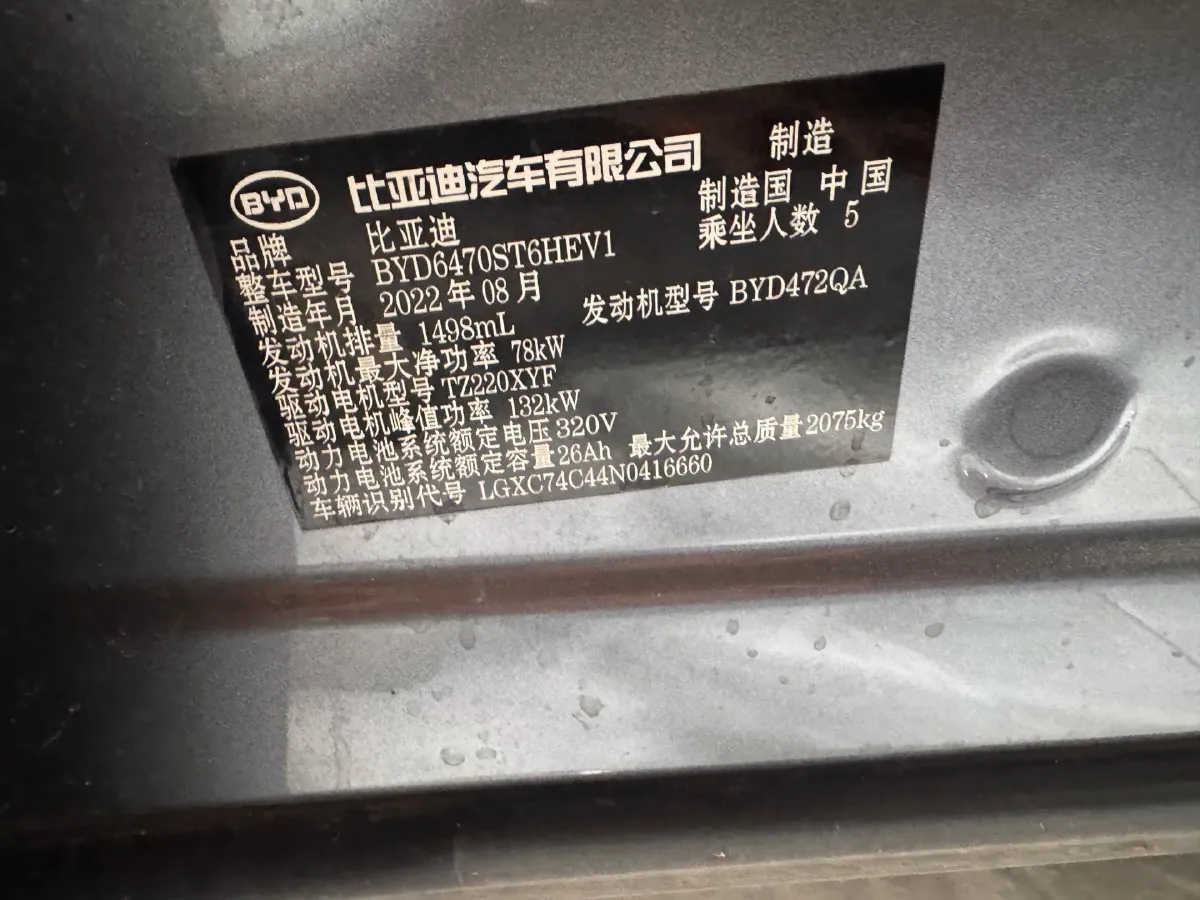 BYD 比亚迪汽车有限公司 制造
品牌 比亚迪 制造国 中国
整车型号 BYD6470ST6HEV1 乘坐人数 5
制造年月 2022年08月
发动机排量 1498mL 发动机型号 BYD472QA
发动机最大净功率 78kW
驱动电机型号 TZ220XYF
驱动电机峰值功率 132kW
动力电池系统额定电压 320V
动力电池系统额定容量 26Ah 最大允许总质量 2075kg
车辆识别代号 LGXC74C44N0416660